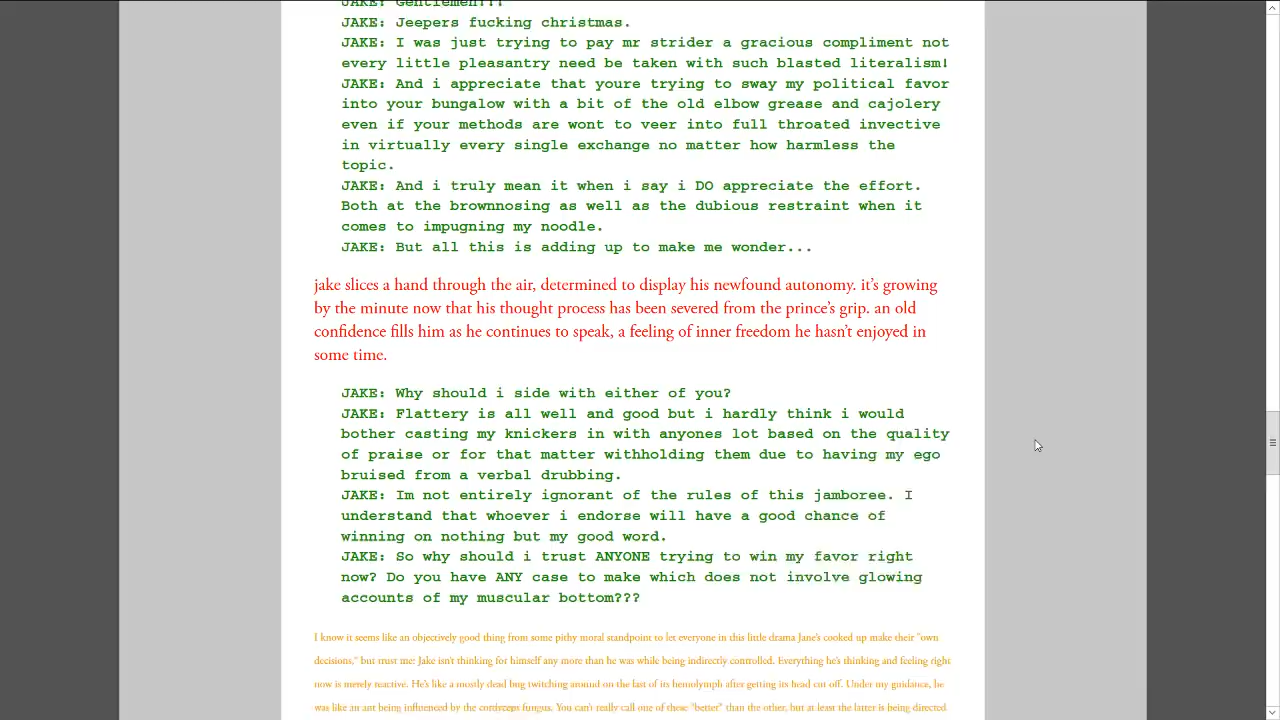 JAKE: Gentlemen!!!
JAKE: Jeepers fucking christmas.
JAKE: I was just trying to pay mr strider a gracious compliment not
every little pleasantry need be taken with such blasted literalism!
JAKE: And i appreciate that youre trying to sway my political favor
into your bungalow with a bit of the old elbow grease and cajolery
even if your methods are wont to veer into full throated invective
in virtually every single exchange no matter how harmless the
topic.
JAKE: And i truly mean it when i say i DO appreciate the effort.
Both at the brownnosing as well as the dubious restraint when it
comes to impugning my noodle.
JAKE: But all this is adding up to make me wonder...
jake slices a hand through the air, determined to display his newfound autonomy. it’s growing
by the minute now that his thought process has been severed from the prince’s grip. an old
confidence fills him as he continues to speak, a feeling of inner freedom he hasn’t enjoyed in
some time.
JAKE: Why should i side with either of you?
JAKE: Flattery is all well and good but i hardly think i would
bother casting my knickers in with anyones lot based on the quality
of praise or for that matter withholding them due to having my ego
bruised from a verbal drubbing.
JAKE: Im not entirely ignorant of the rules of this jamboree. I
understand that whoever i endorse will have a good chance of
winning on nothing but my good word.
JAKE: So why should i trust ANYONE trying to win my favor right
now? Do you have ANY case to make which does not involve glowing
accounts of my muscular bottom???
I know it seems like an objectively good thing from some pithy moral standpoint to let everyone in this little drama Jane’s cooked up make their “own
decisions,” but trust me: Jake isn’t thinking for himself any more than he was while being indirectly controlled. Everything he’s thinking and feeling right
now is merely reactive. He’s like a mostly dead bug twitching around on the last of its hemolymph after getting its head cut off. Under my guidance, he
was like an ant being influenced by the cordyceps fungus. You can’t really call one of these “better” than the other, but at least the latter is being directed